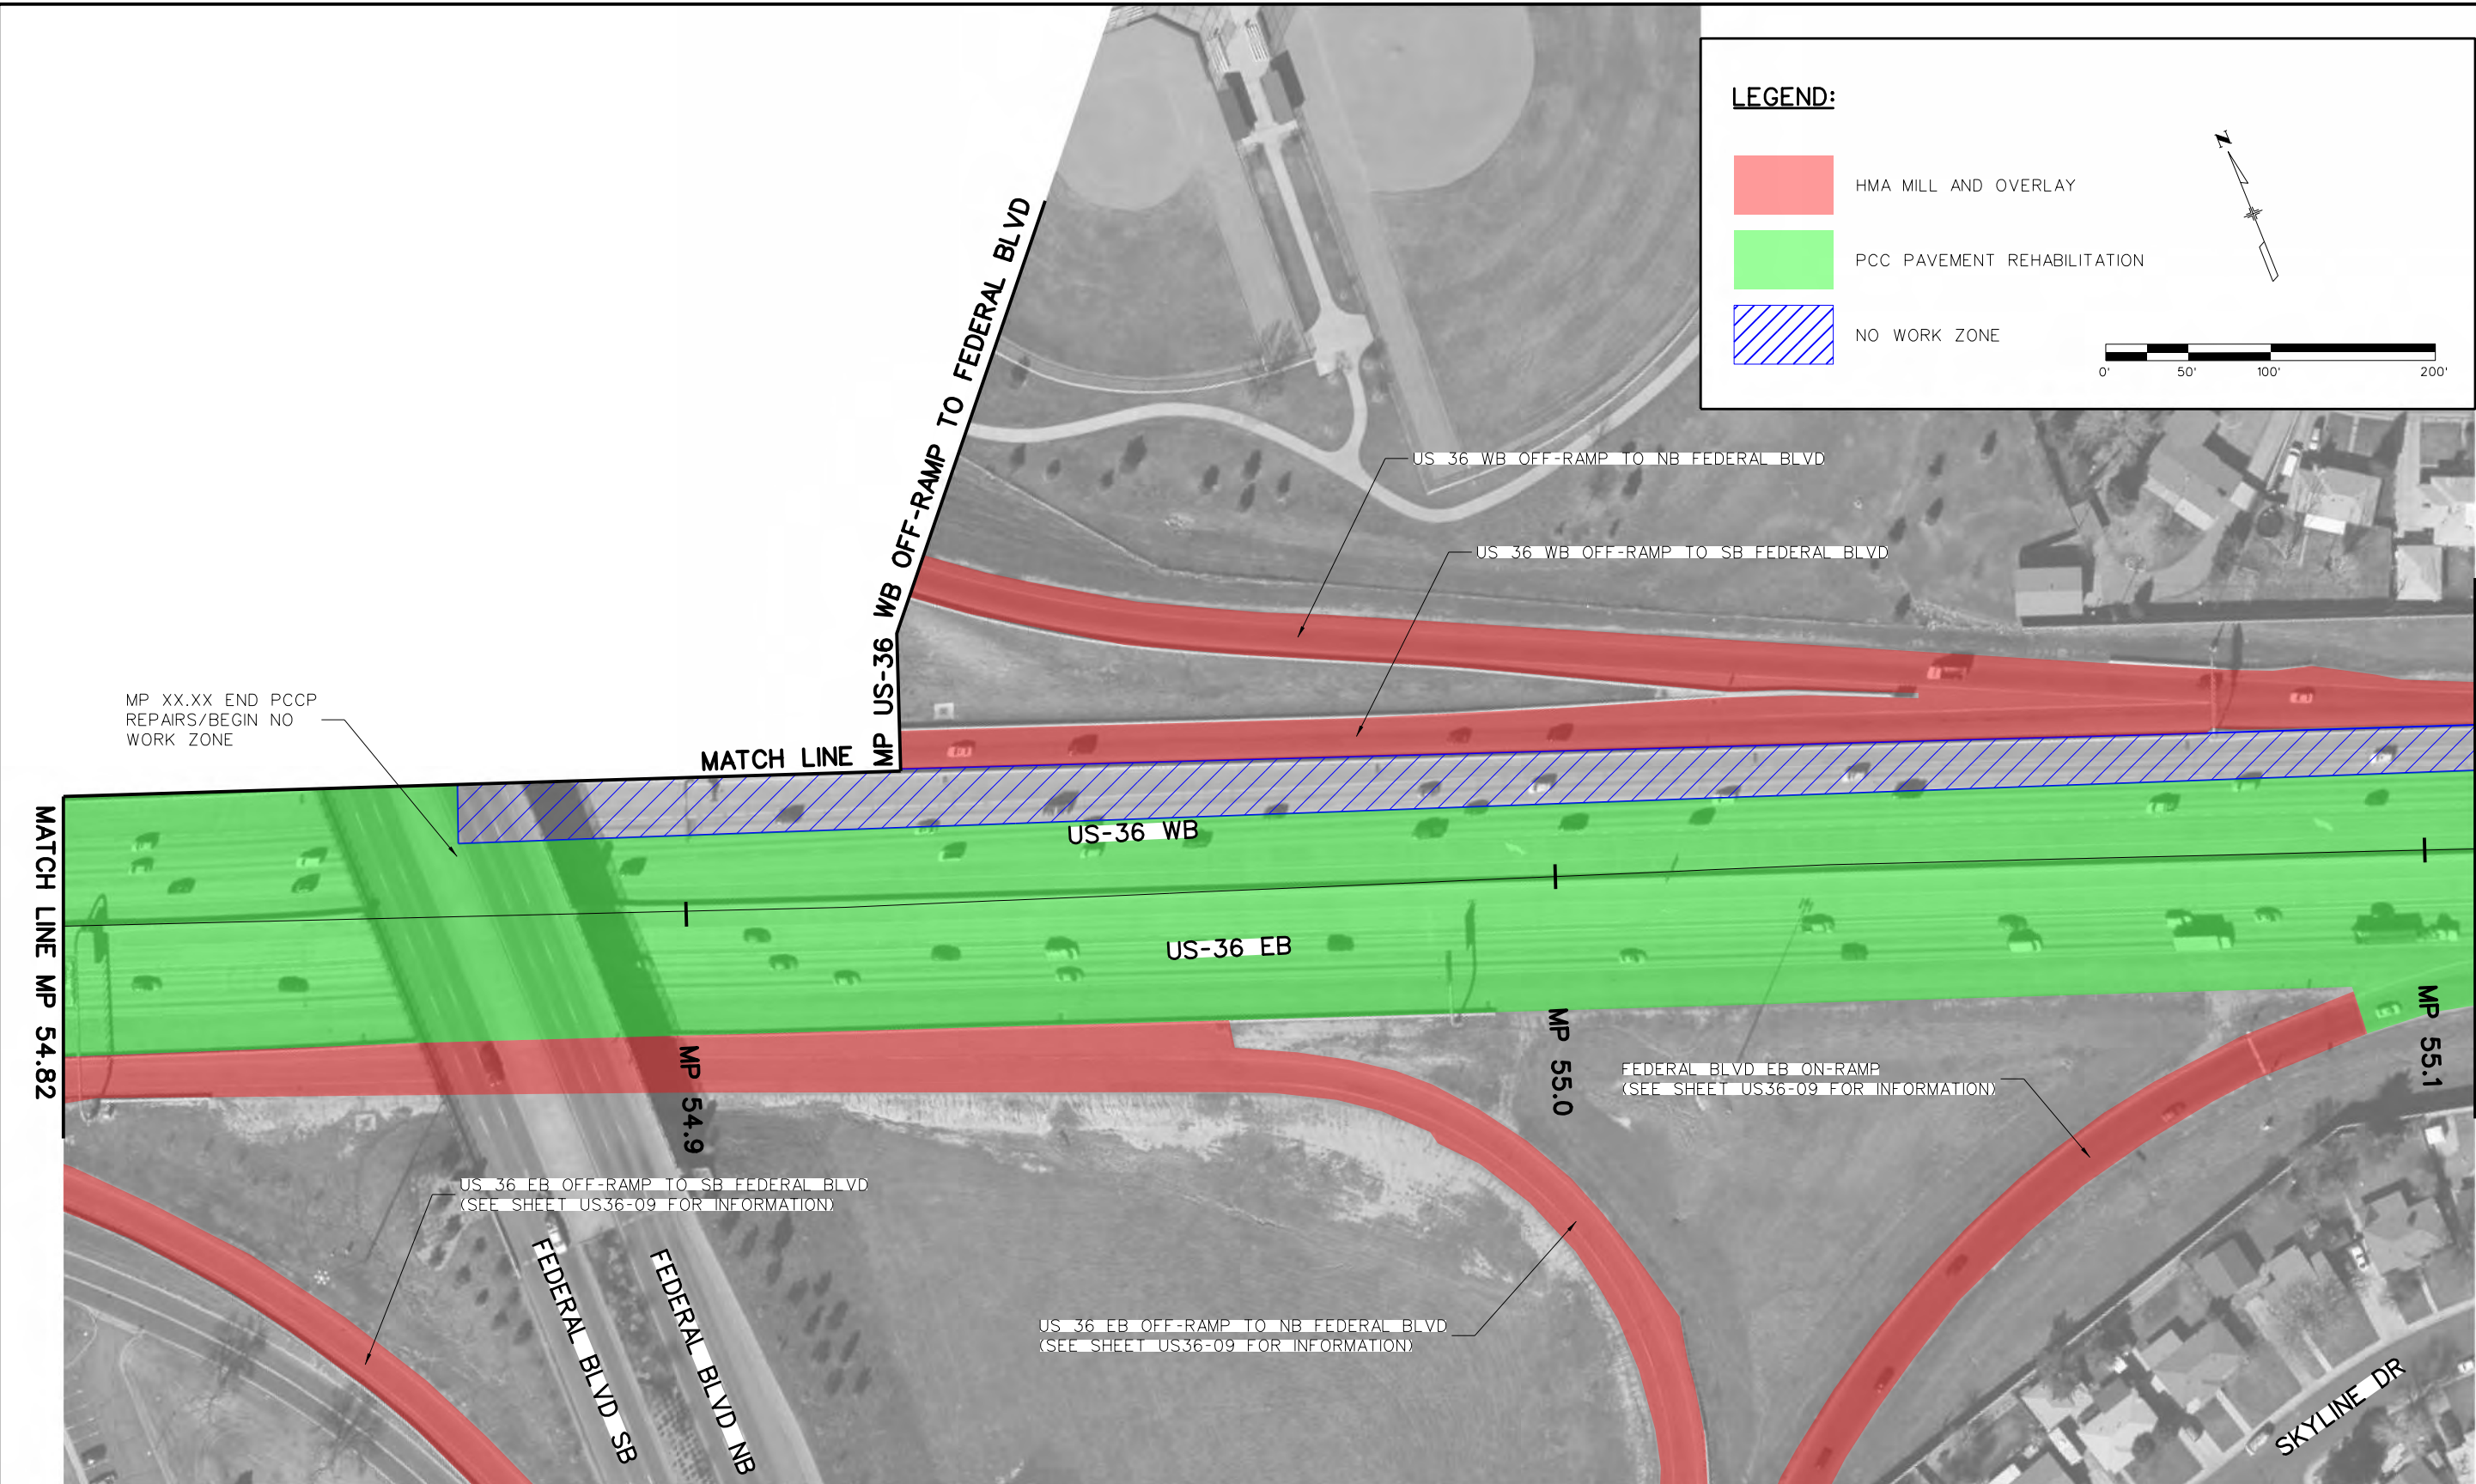 LEGEND:
N
HMA MILL AND OVERLAY
PCC PAVEMENT REHABILITATION
NO WORK ZONE
0' 50' 100' 200'
MP US-36 WB OFF-RAMP TO FEDERAL BLVD
US 36 WB OFF-RAMP TO NB FEDERAL BLVD
US 36 WB OFF-RAMP TO SB FEDERAL BLVD
MP XX.XX END PCCP
REPAIRS/BEGIN NO
WORK ZONE
MATCH LINE
MATCH LINE MP 54.82
US-36 WB
US-36 EB
MP 54.9
MP 55.0
MP 55.1
FEDERAL BLVD EB ON-RAMP
(SEE SHEET US36-09 FOR INFORMATION)
US 36 EB OFF-RAMP TO SB FEDERAL BLVD
(SEE SHEET US36-09 FOR INFORMATION)
FEDERAL BLVD SB
FEDERAL BLVD NB
US 36 EB OFF-RAMP TO NB FEDERAL BLVD
(SEE SHEET US36-09 FOR INFORMATION)
SKYLINE DR